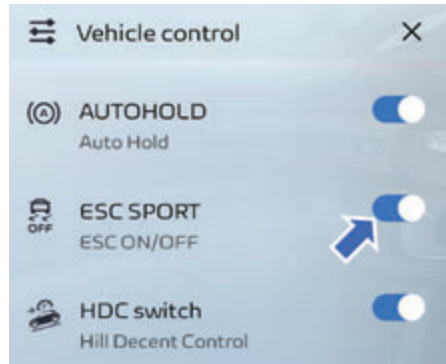 Vehicle control
(A) AUTOHOLD
Auto Hold
ESC SPORT
OFF
ESC ON/OFF
HDC switch
Hill Decent Control